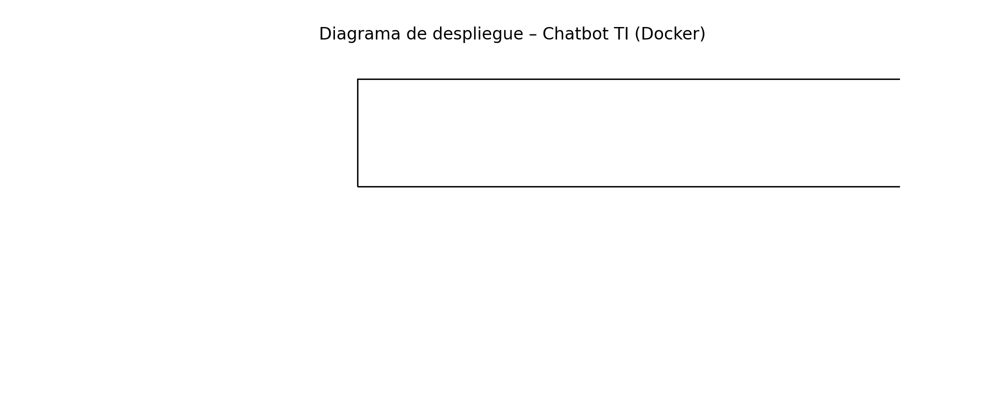 Diagrama de despliegue – Chatbot TI (Docker)